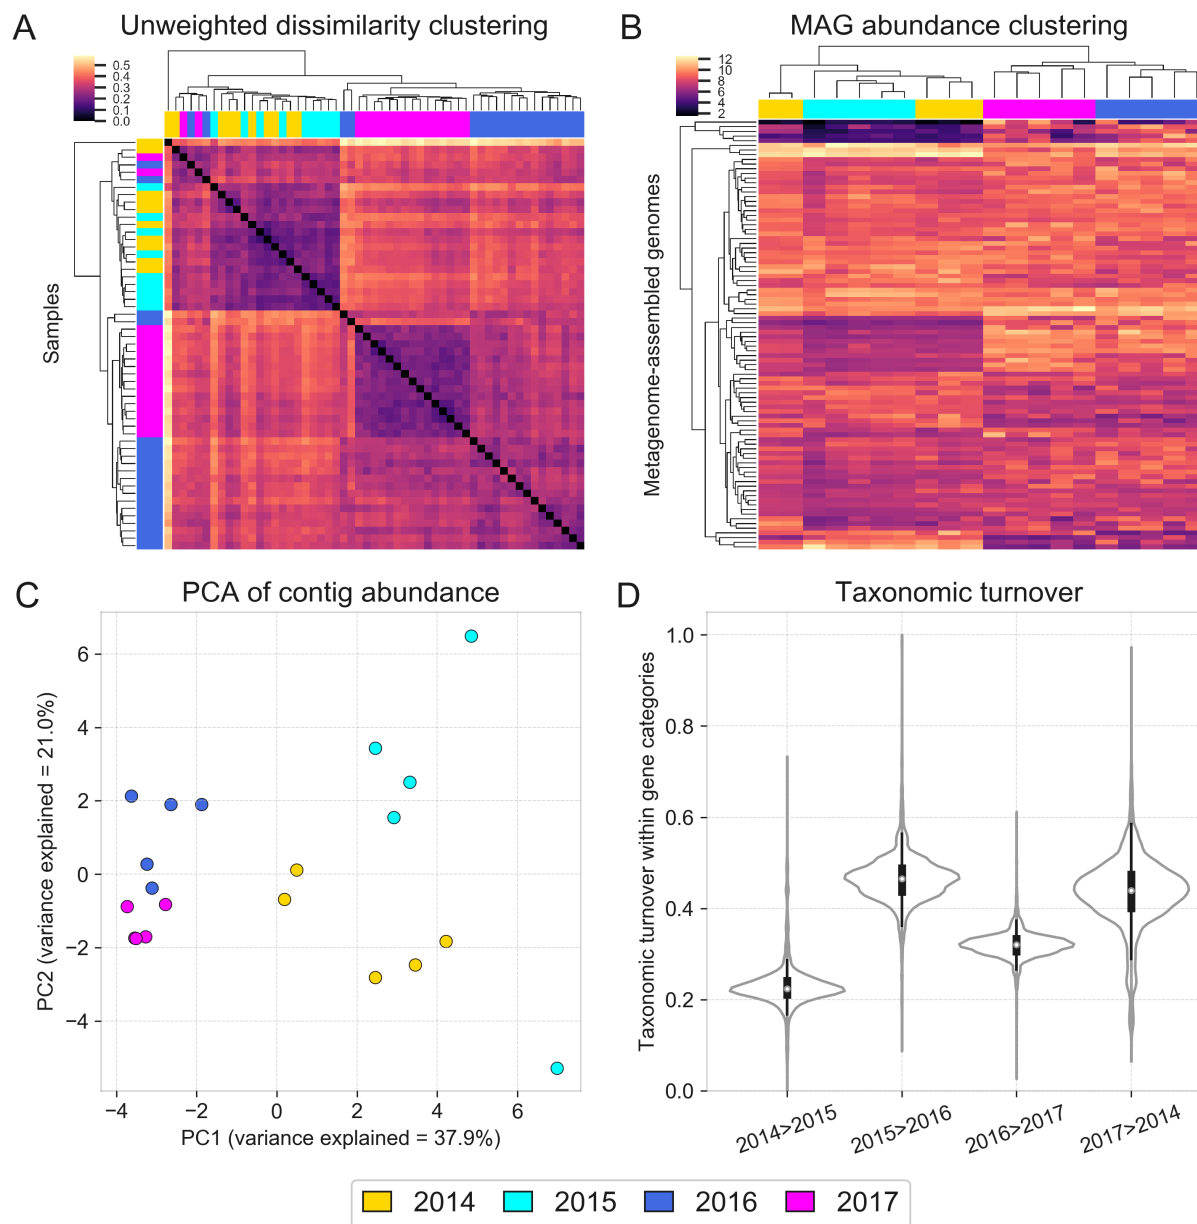 A
Unweighted dissimilarity clustering
0.5
0.4
0.3
0.2
0.1
0.0
Samples
B
MAG abundance clustering
12
10
8
6
4
2
Metagenome-assembled genomes
C
PCA of contig abundance
6
4
2
0
−2
−4
PC2 (variance explained = 21.0%)
−4
−2
0
2
4
6
PC1 (variance explained = 37.9%)
D
Taxonomic turnover
1.0
0.8
0.6
0.4
0.2
0.0
Taxonomic turnover within gene categories
2014>2015
2015>2016
2016>2017
2017>2014
2014
2015
2016
2017